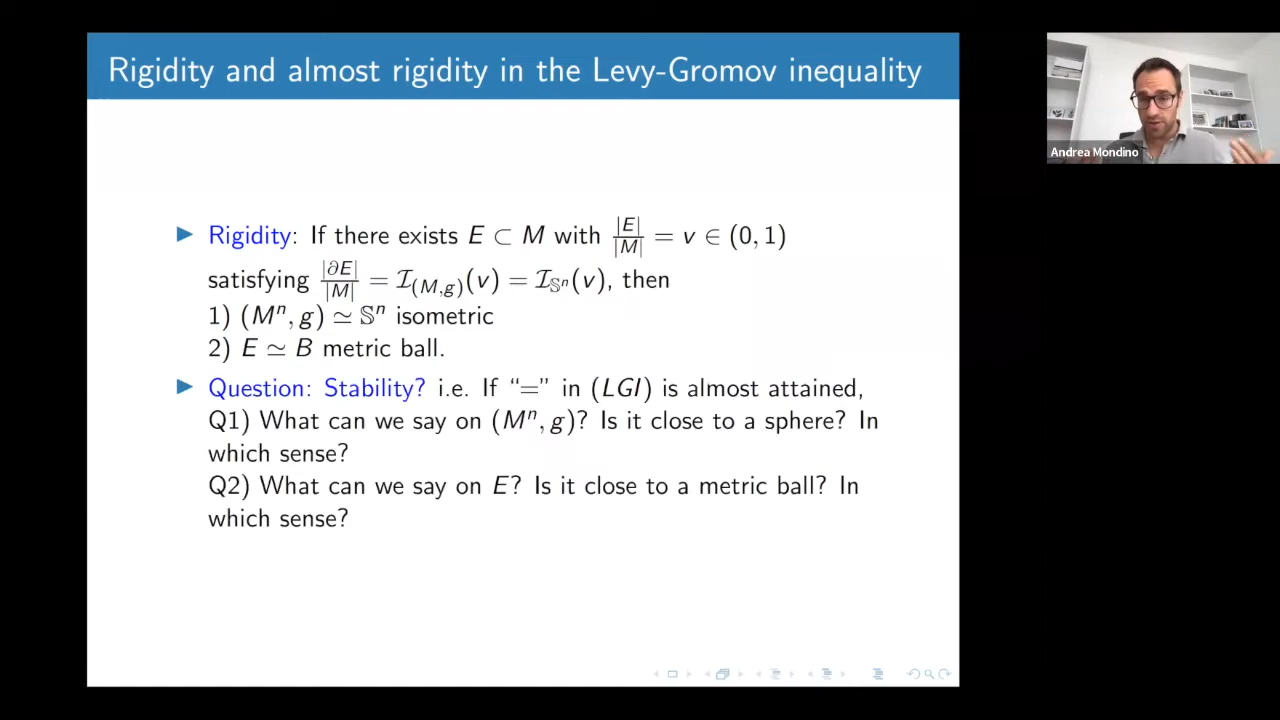 Rigidity and almost rigidity in the Levy-Gromov inequality
Andrea Mondino
▶ Rigidity: If there exists E ⊂ M with |E|/|M| = v ∈ (0, 1)
satisfying |∂E|/|M| = I_(M,g)(v) = I_𝕊ⁿ(v), then
1) (Mⁿ, g) ≃ 𝕊ⁿ isometric
2) E ≃ B metric ball.
▶ Question: Stability? i.e. If “=” in (LGI) is almost attained,
Q1) What can we say on (Mⁿ, g)? Is it close to a sphere? In
which sense?
Q2) What can we say on E? Is it close to a metric ball? In
which sense?